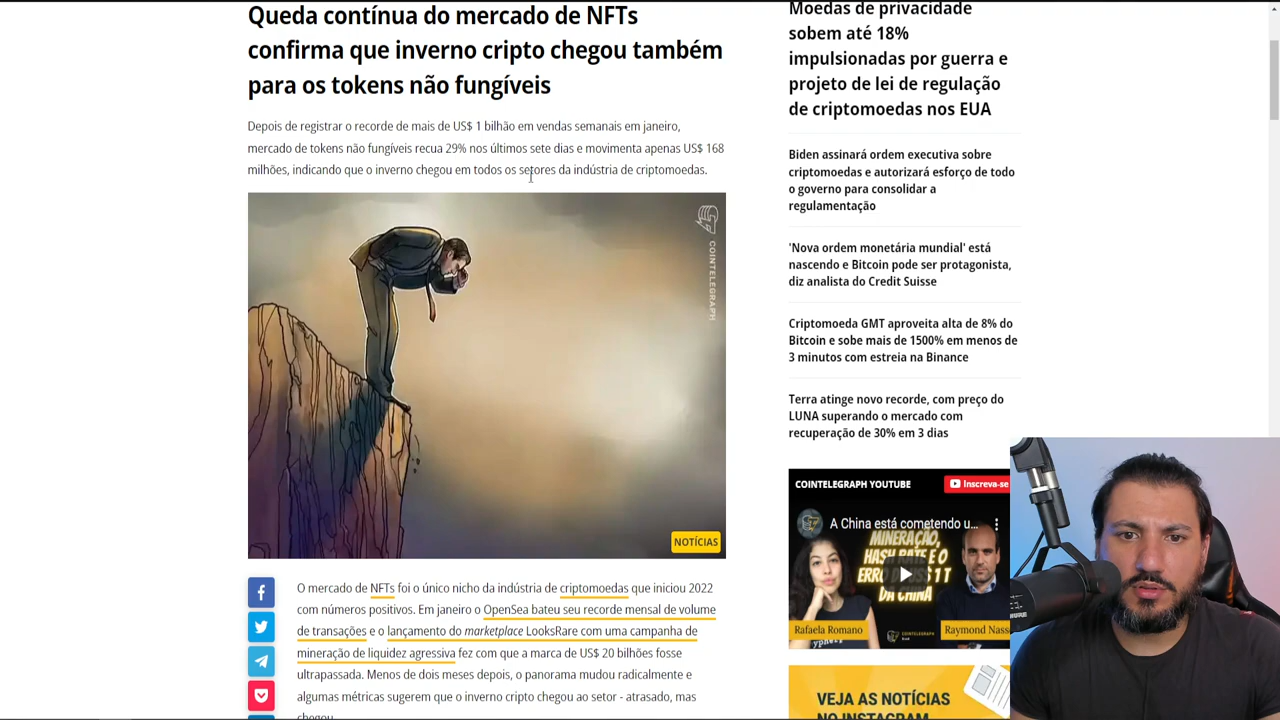 Queda contínua do mercado de NFTs
confirma que inverno cripto chegou também
para os tokens não fungíveis
Depois de registrar o recorde de mais de US$ 1 bilhão em vendas semanais em janeiro,
mercado de tokens não fungíveis recua 29% nos últimos sete dias e movimenta apenas US$ 168
milhões, indicando que o inverno chegou em todos os setores da indústria de criptomoedas.
COINTELEGRAPH
NOTÍCIAS
O mercado de NFTs foi o único nicho da indústria de criptomoedas que iniciou 2022
com números positivos. Em janeiro o OpenSea bateu seu recorde mensal de volume
de transações e o lançamento do marketplace LooksRare com uma campanha de
mineração de liquidez agressiva fez com que a marca de US$ 20 bilhões fosse
ultrapassada. Menos de dois meses depois, o panorama mudou radicalmente e
algumas métricas sugerem que o inverno cripto chegou ao setor - atrasado, mas
chegou
Moedas de privacidade
sobem até 18%
impulsionadas por guerra e
projeto de lei de regulação
de criptomoedas nos EUA
Biden assinará ordem executiva sobre
criptomoedas e autorizará esforço de todo
o governo para consolidar a
regulamentação
'Nova ordem monetária mundial' está
nascendo e Bitcoin pode ser protagonista,
diz analista do Credit Suisse
Criptomoeda GMT aproveita alta de 8% do
Bitcoin e sobe mais de 1500% em menos de
3 minutos com estreia na Binance
Terra atinge novo recorde, com preço do
LUNA superando o mercado com
recuperação de 30% em 3 dias
COINTELEGRAPH YOUTUBE
Inscreva-se
A China está cometendo u...
MINERAÇÃO,
HASH RATE E O
ERRO DE US$ 1 T
DA CHINA
Rafaela Romano
Raymond Nass
VEJA AS NOTÍCIAS
NO INSTAGRAM